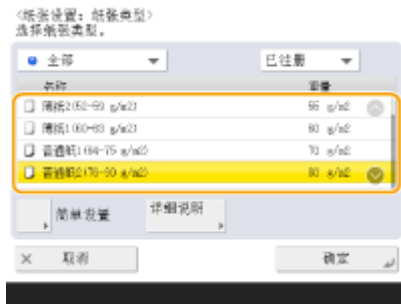 <纸张设置：纸张类型>
选择纸张类型。
全部 已注册
名称 重量
薄纸2(52-59 g/m2) 55 g/m2
薄纸1(60-63 g/m2) 60 g/m2
普通纸1(64-75 g/m2) 70 g/m2
普通纸2(76-90 g/m2) 80 g/m2
简单设置 详细说明
× 取消 确定